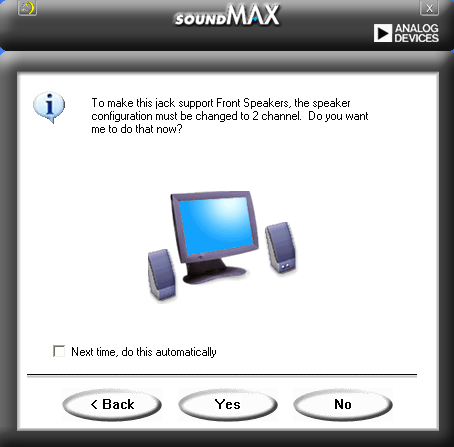 SOUNDMAX
ANALOG
DEVICES
To make this jack support Front Speakers, the speaker
configuration must be changed to 2 channel. Do you want
me to do that now?
Next time, do this automatically
< Back
Yes
No